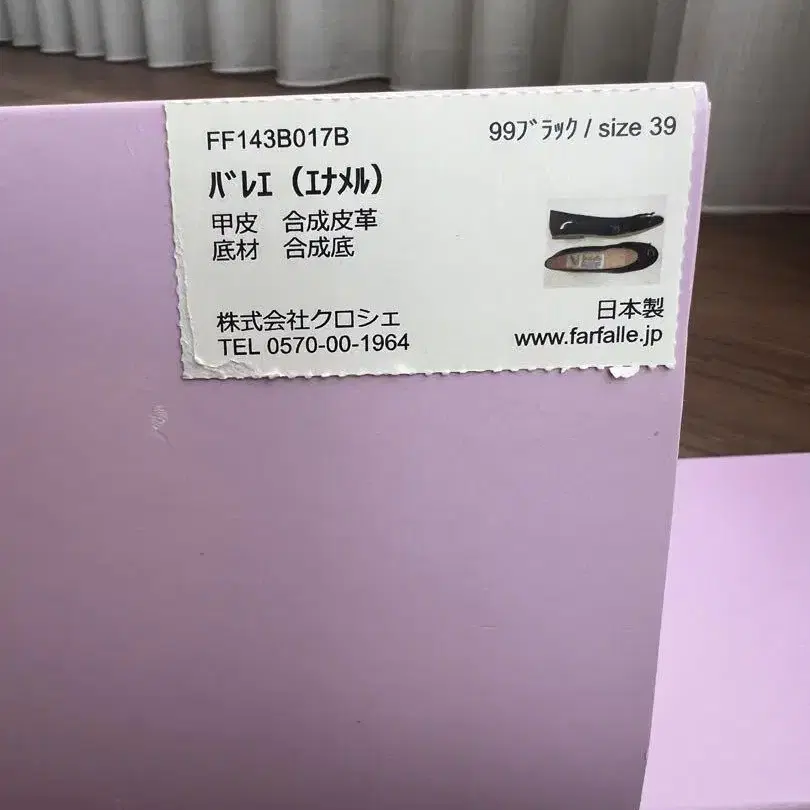 FF143B017B
99ﾌﾞﾗｯｸ / size 39
ﾊﾞﾚｴ（ｴﾅﾒﾙ）
甲皮　合成皮革
底材　合成底
株式会社クロシェ
TEL 0570-00-1964
日本製
www.farfalle.jp